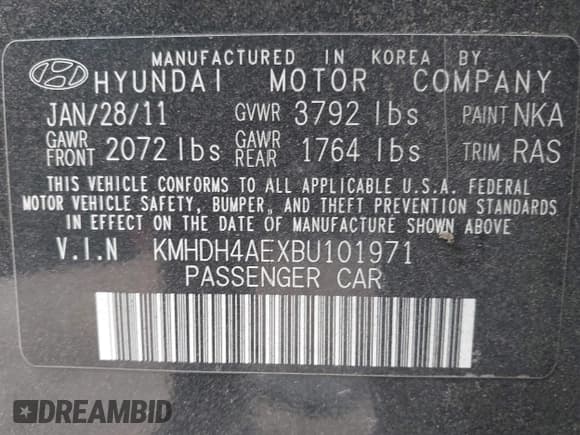 MANUFACTURED IN KOREA BY
HYUNDAI MOTOR COMPANY
JAN/28/11 GVWR 3792 lbs PAINT NKA
GAWR FRONT 2072 lbs GAWR REAR 1764 lbs TRIM RAS
THIS VEHICLE CONFORMS TO ALL APPLICABLE U.S.A. FEDERAL
MOTOR VEHICLE SAFETY, BUMPER, AND THEFT PREVENTION STANDARDS
IN EFFECT ON THE DATE OF MANUFACTURE SHOWN ABOVE
V.I.N KMHDH4AEXBU101971
PASSENGER CAR
DREAMBID